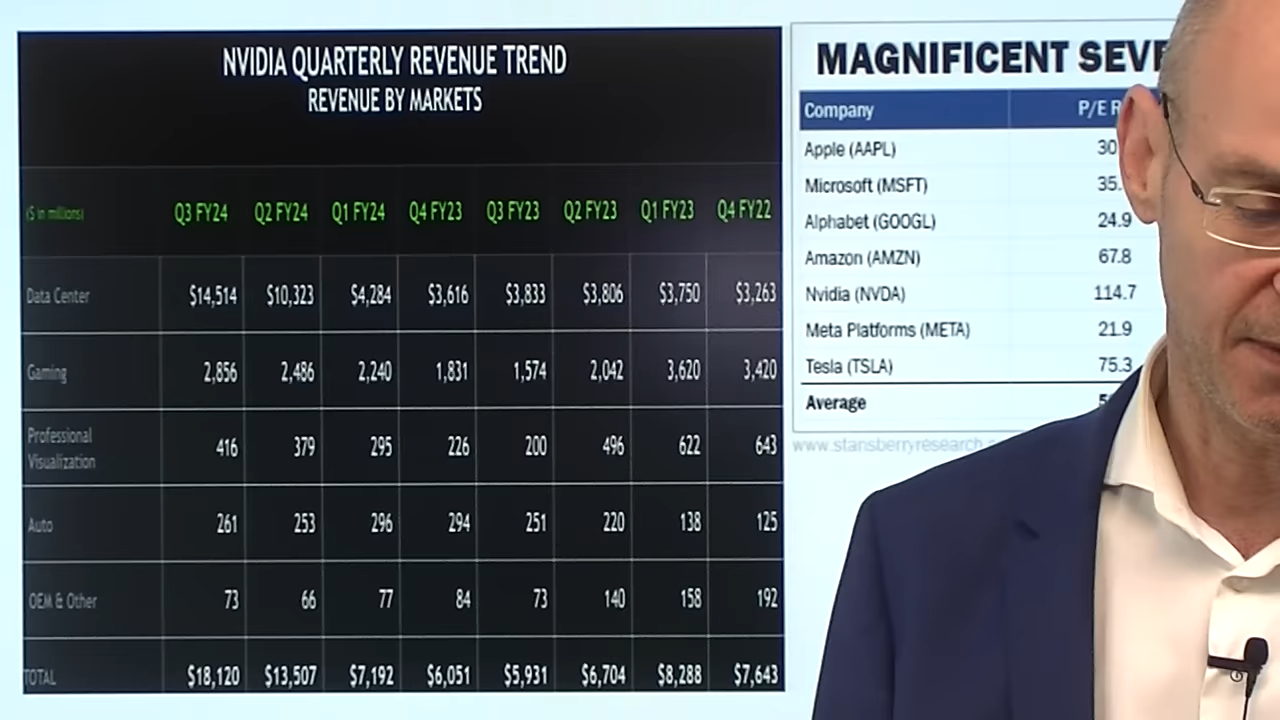 NVIDIA QUARTERLY REVENUE TREND
REVENUE BY MARKETS
($ in millions) Q3 FY24 Q2 FY24 Q1 FY24 Q4 FY23 Q3 FY23 Q2 FY23 Q1 FY23 Q4 FY22
Data Center $14,514 $10,323 $4,284 $3,616 $3,833 $3,806 $3,750 $3,263
Gaming 2,856 2,486 2,240 1,831 1,574 2,042 3,620 3,420
Professional
Visualization 416 379 295 226 200 496 622 643
Auto 261 253 296 294 251 220 138 125
OEM & Other 73 66 77 84 73 140 158 192
TOTAL $18,120 $13,507 $7,192 $6,051 $5,931 $6,704 $8,288 $7,643
MAGNIFICENT SEVE
Company P/E R
Apple (AAPL) 30
Microsoft (MSFT) 35.
Alphabet (GOOGL) 24.9
Amazon (AMZN) 67.8
Nvidia (NVDA) 114.7
Meta Platforms (META) 21.9
Tesla (TSLA) 75.3
Average
www.stansberryresearch.c